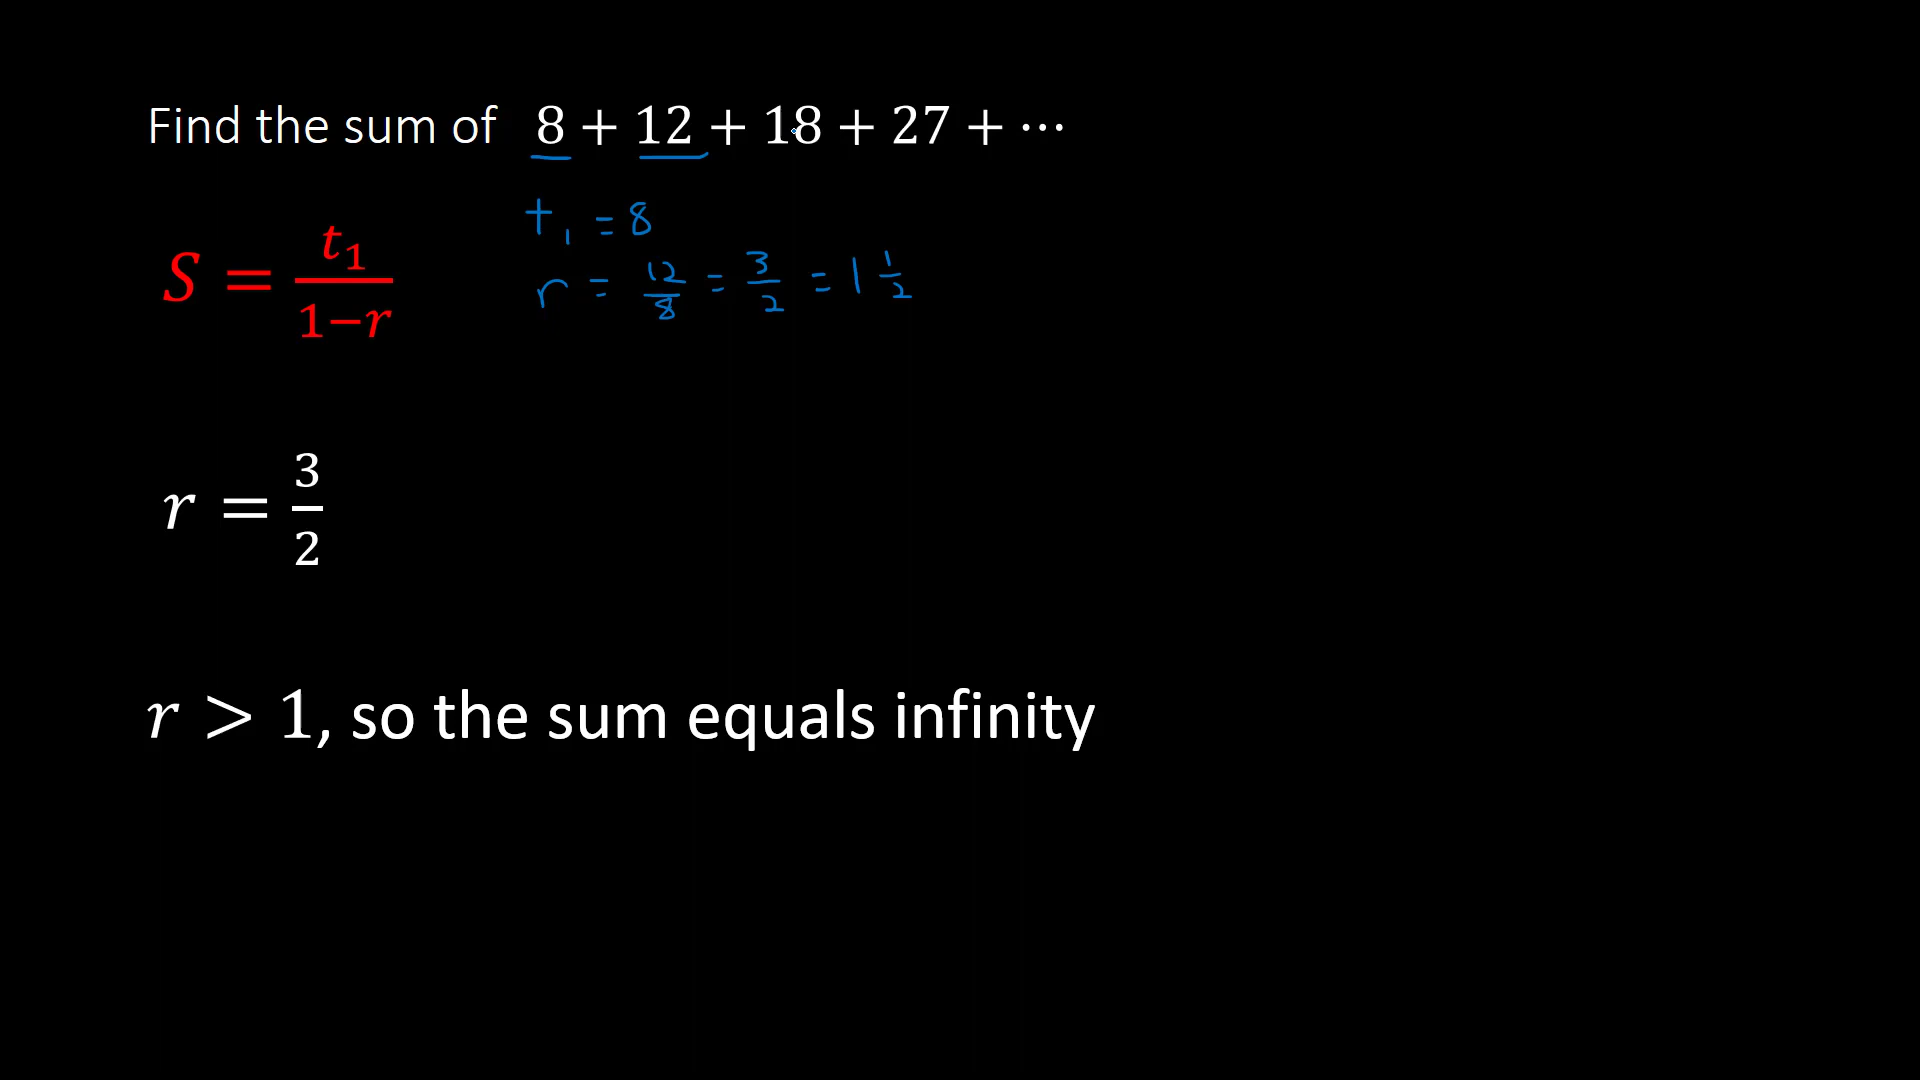 Find the sum of 8 + 12 + 18 + 27 + ⋯
t₁ = 8
S = t₁/(1−r)
r = 12/8 = 3/2 = 1 1/2
r = 3/2
r > 1, so the sum equals infinity